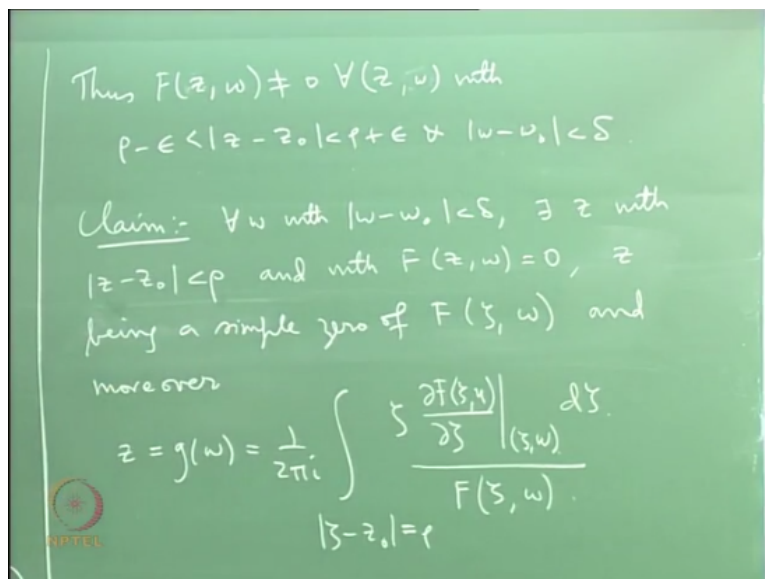 Thus F(z, w) ≠ 0 ∀(z, w) with
ρ-ε < |z - z₀| < ρ+ε & |w-w₀| < δ.
Claim:- ∀ w with |w-w₀| < δ, ∃ z with
|z-z₀| < ρ and with F(z, w) = 0, z
being a simple zero of F(ζ, w) and
moreover
z = g(w) = 1/2πi ∫_{|ζ-z₀|=ρ} ζ ∂F(ζ,w)/∂ζ |_(ζ,w) dζ / F(ζ, w).
NPTEL